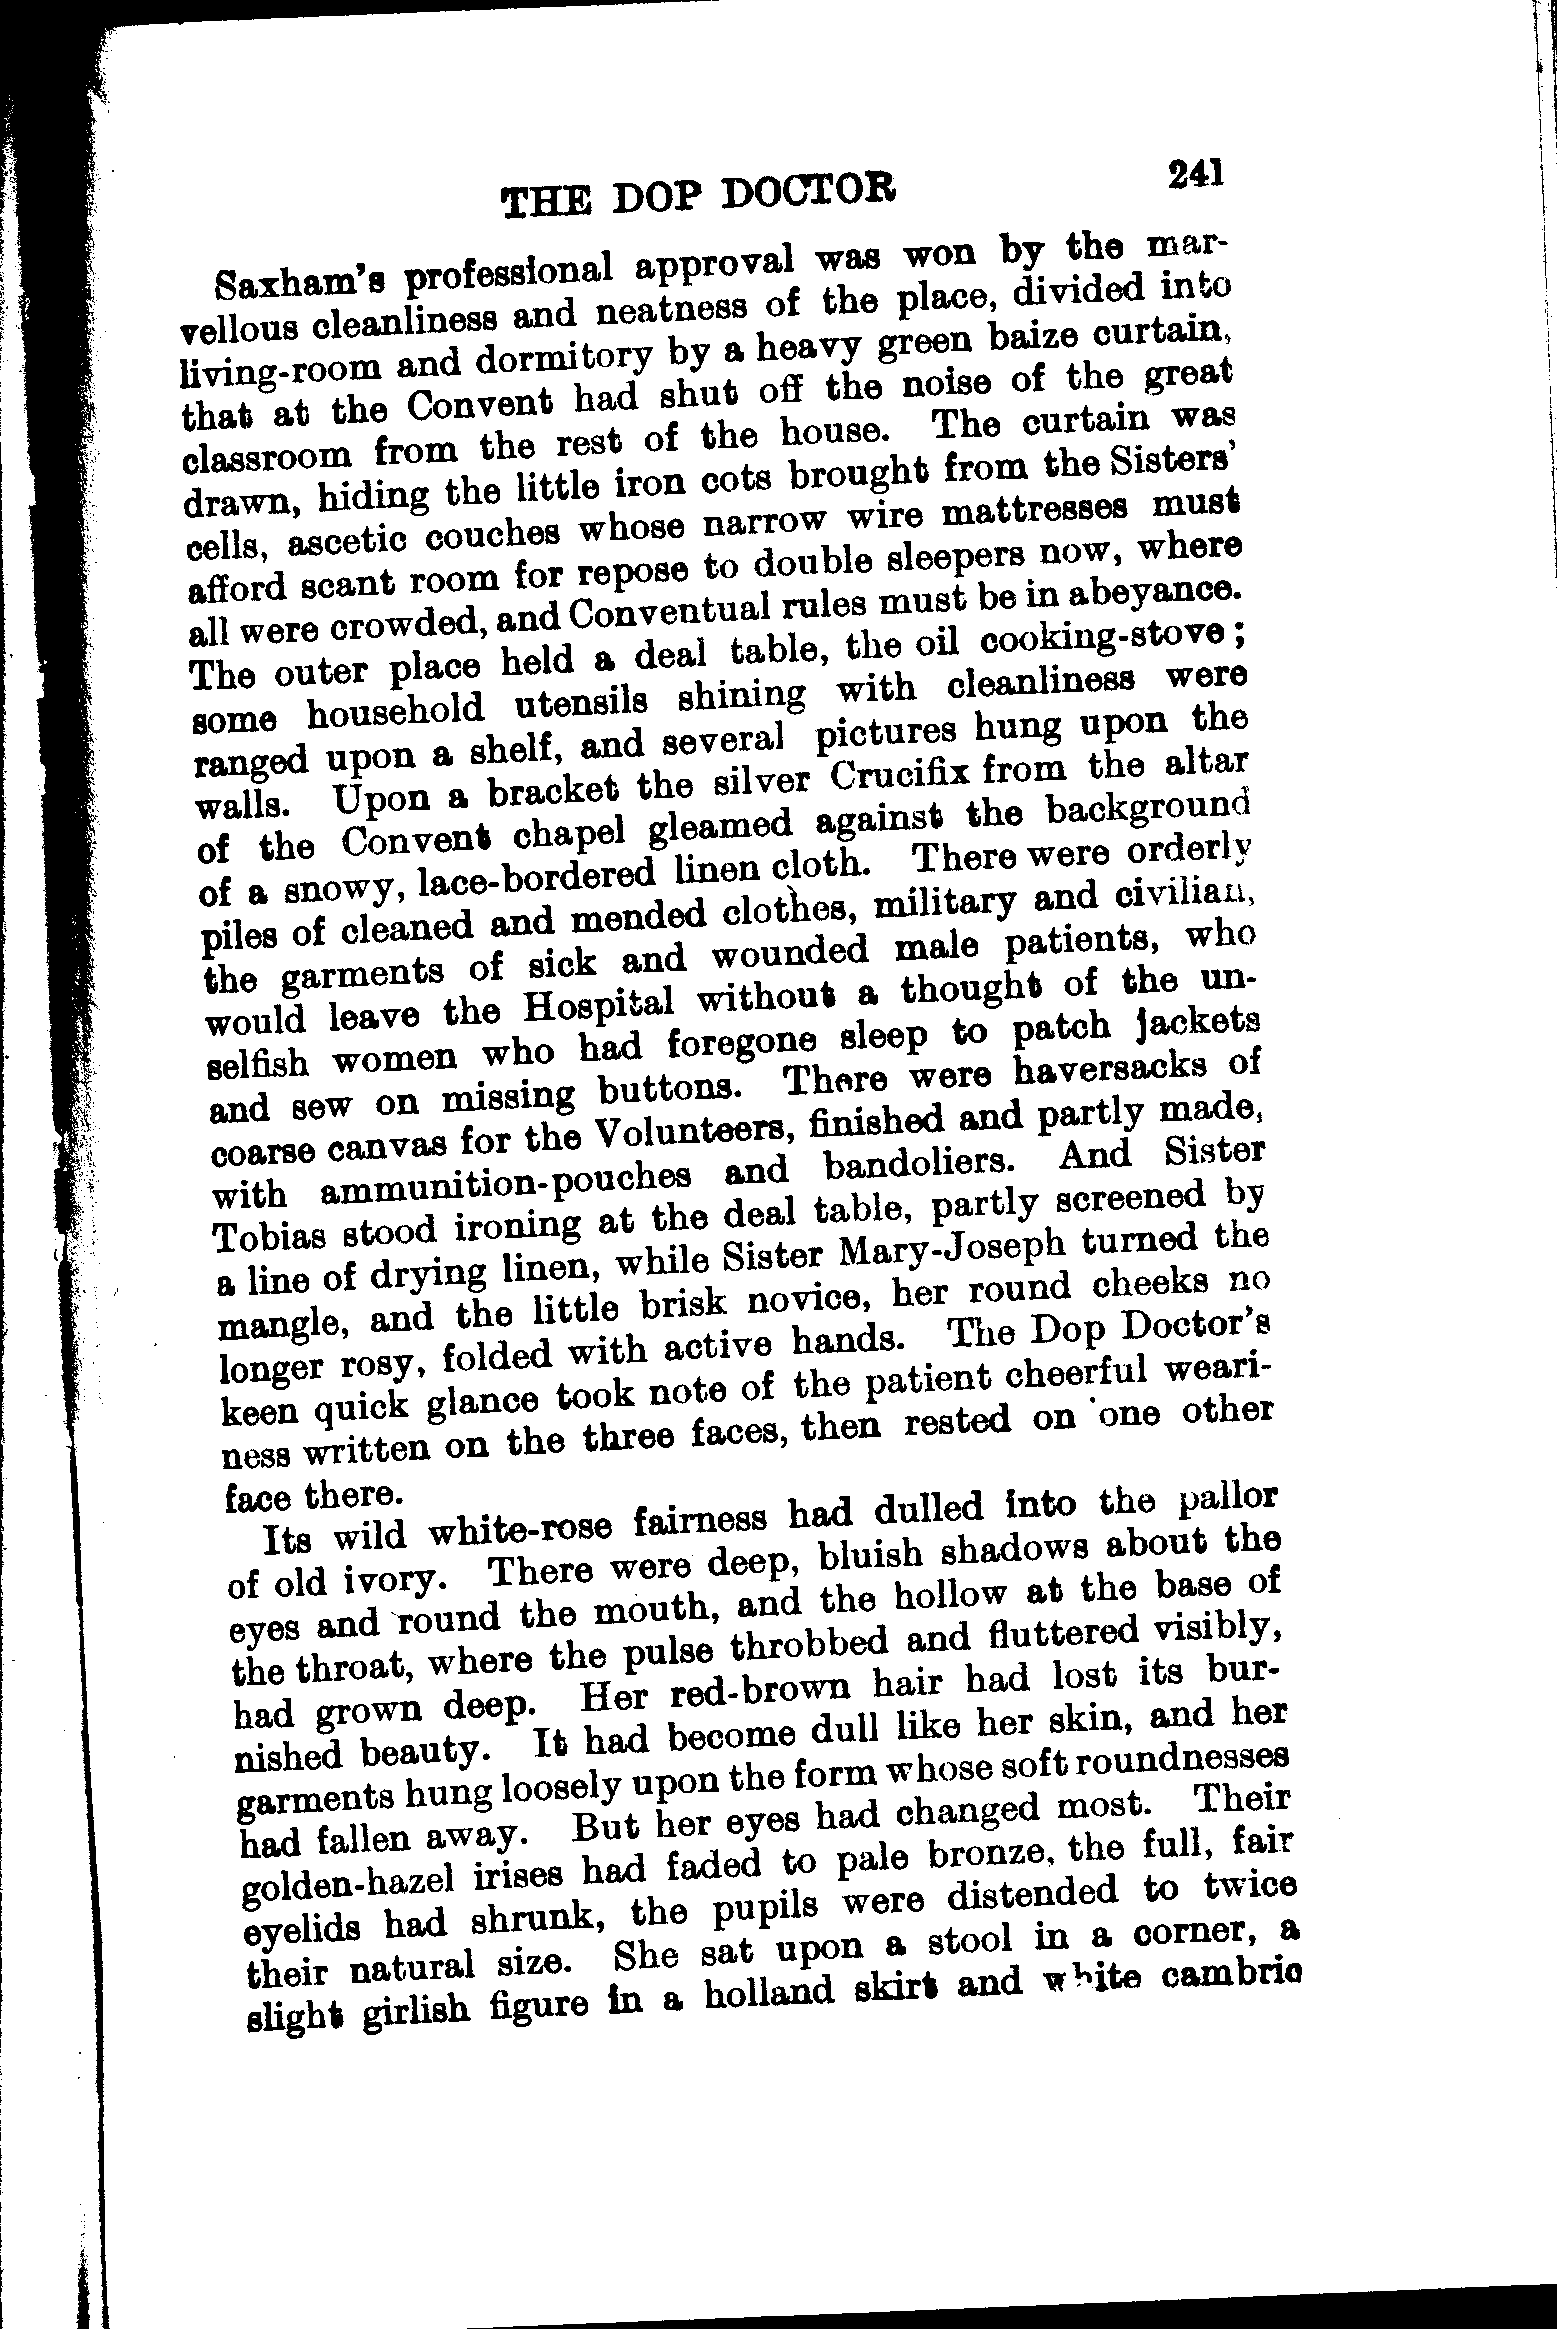 THE DOP DOCTOR 241
Saxham's professional approval was won by the mar-
vellous cleanliness and neatness of the place, divided into
living-room and dormitory by a heavy green baize curtain,
that at the Convent had shut off the noise of the great
classroom from the rest of the house. The curtain was
drawn, hiding the little iron cots brought from the Sisters'
cells, ascetic couches whose narrow wire mattresses must
afford scant room for repose to double sleepers now, where
all were crowded, and Conventual rules must be in abeyance.
The outer place held a deal table, the oil cooking-stove;
some household utensils shining with cleanliness were
ranged upon a shelf, and several pictures hung upon the
walls. Upon a bracket the silver Crucifix from the altar
of the Convent chapel gleamed against the background
of a snowy, lace-bordered linen cloth. There were orderly
piles of cleaned and mended clothes, military and civilian,
the garments of sick and wounded male patients, who
would leave the Hospital without a thought of the un-
selfish women who had foregone sleep to patch jackets
and sew on missing buttons. There were haversacks of
coarse canvas for the Volunteers, finished and partly made,
with ammunition-pouches and bandoliers. And Sister
Tobias stood ironing at the deal table, partly screened by
a line of drying linen, while Sister Mary-Joseph turned the
mangle, and the little brisk novice, her round cheeks no
longer rosy, folded with active hands. The Dop Doctor's
keen quick glance took note of the patient cheerful weari-
ness written on the three faces, then rested on one other
face there.
Its wild white-rose fairness had dulled into the pallor
of old ivory. There were deep, bluish shadows about the
eyes and round the mouth, and the hollow at the base of
the throat, where the pulse throbbed and fluttered visibly,
had grown deep. Her red-brown hair had lost its bur-
nished beauty. It had become dull like her skin, and her
garments hung loosely upon the form whose soft roundnesses
had fallen away. But her eyes had changed most. Their
golden-hazel irises had faded to pale bronze, the full, fair
eyelids had shrunk, the pupils were distended to twice
their natural size. She sat upon a stool in a corner, a
slight girlish figure in a holland skirt and white cambric